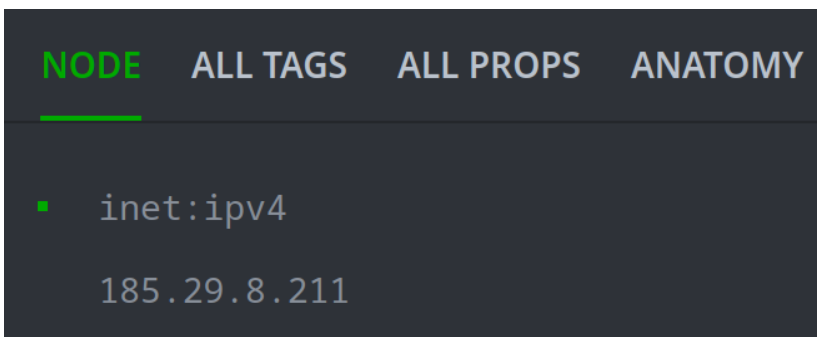 NODE ALL TAGS ALL PROPS ANATOMY
inet:ipv4
185.29.8.211